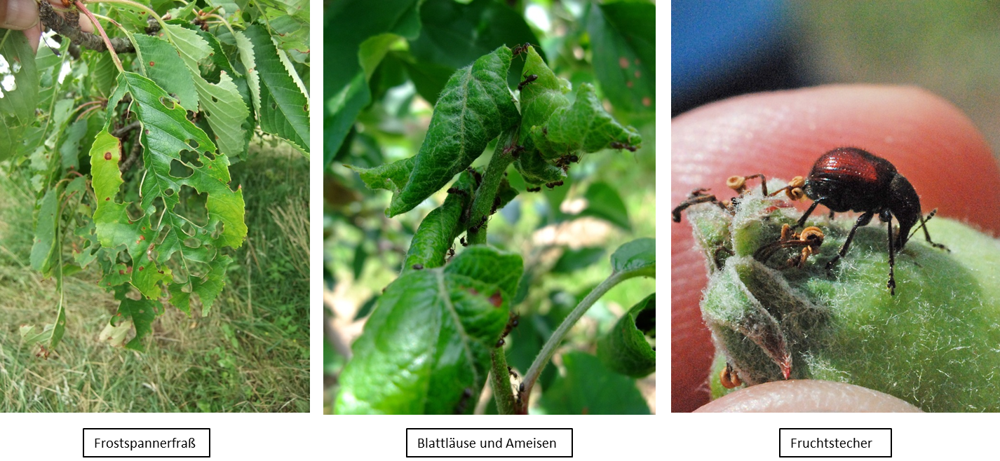 Frostspannerfraß
Blattläuse und Ameisen
Fruchtstecher